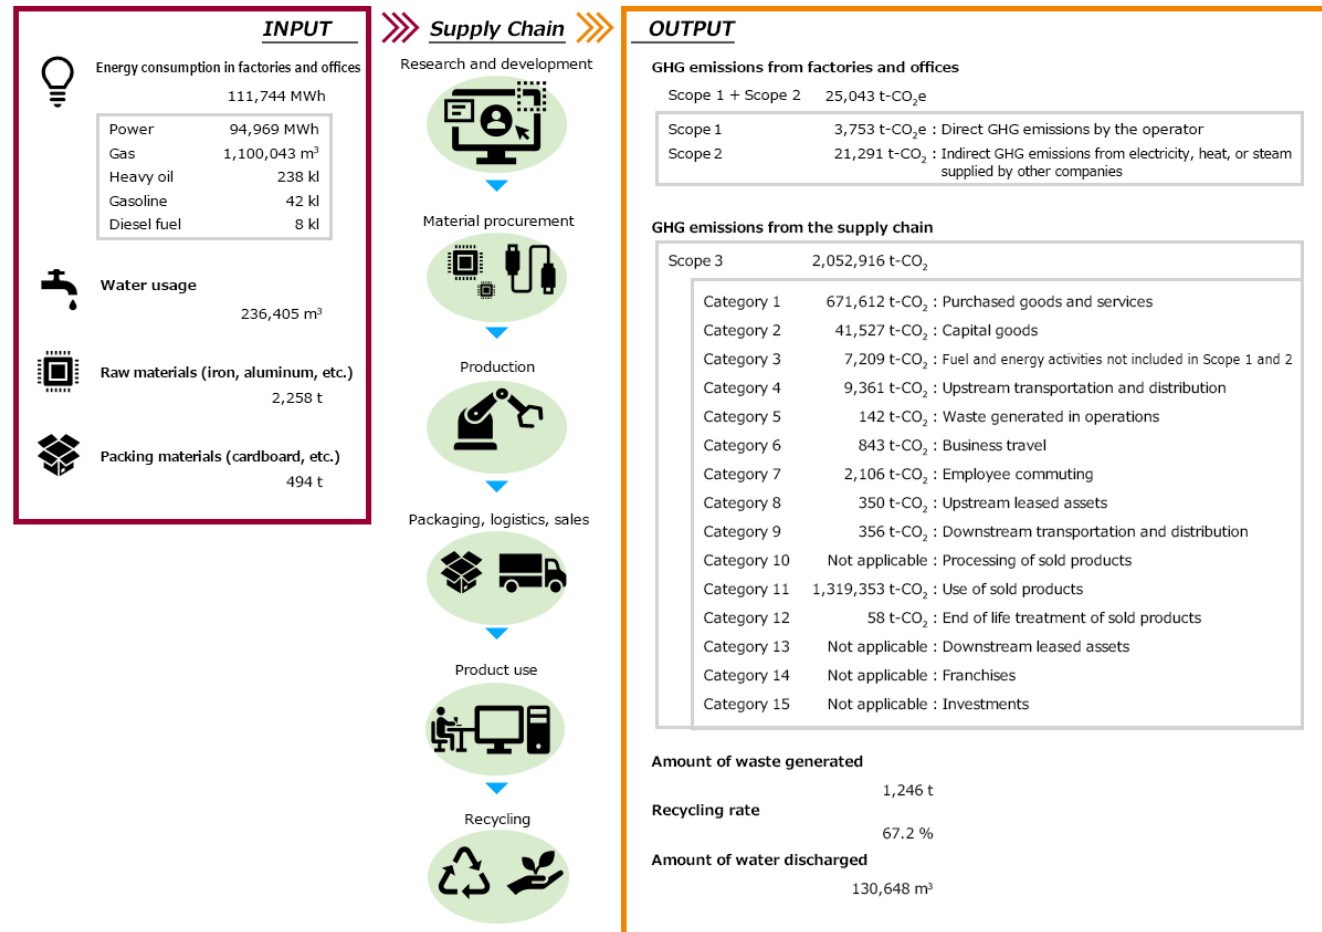 INPUT
Energy consumption in factories and offices
111,744 MWh
Power 94,969 MWh
Gas 1,100,043 m³
Heavy oil 238 kl
Gasoline 42 kl
Diesel fuel 8 kl
Water usage
236,405 m³
Raw materials (iron, aluminum, etc.)
2,258 t
Packing materials (cardboard, etc.)
494 t
Supply Chain
Research and development
Material procurement
Production
Packaging, logistics, sales
Product use
Recycling
OUTPUT
GHG emissions from factories and offices
Scope 1 + Scope 2 25,043 t-CO₂e
Scope 1 3,753 t-CO₂e : Direct GHG emissions by the operator
Scope 2 21,291 t-CO₂ : Indirect GHG emissions from electricity, heat, or steam
supplied by other companies
GHG emissions from the supply chain
Scope 3 2,052,916 t-CO₂
Category 1 671,612 t-CO₂ : Purchased goods and services
Category 2 41,527 t-CO₂ : Capital goods
Category 3 7,209 t-CO₂ : Fuel and energy activities not included in Scope 1 and 2
Category 4 9,361 t-CO₂ : Upstream transportation and distribution
Category 5 142 t-CO₂ : Waste generated in operations
Category 6 843 t-CO₂ : Business travel
Category 7 2,106 t-CO₂ : Employee commuting
Category 8 350 t-CO₂ : Upstream leased assets
Category 9 356 t-CO₂ : Downstream transportation and distribution
Category 10 Not applicable : Processing of sold products
Category 11 1,319,353 t-CO₂ : Use of sold products
Category 12 58 t-CO₂ : End of life treatment of sold products
Category 13 Not applicable : Downstream leased assets
Category 14 Not applicable : Franchises
Category 15 Not applicable : Investments
Amount of waste generated
1,246 t
Recycling rate
67.2 %
Amount of water discharged
130,648 m³